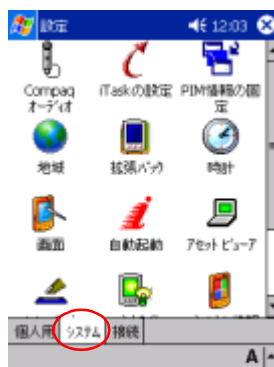 設定 12:03
Compaq iTaskの設定 PIM情報の固
オーディオ 定
地域 拡張パック 時計
画面 自動起動 アセット ビューア
個人用 システム 接続
A